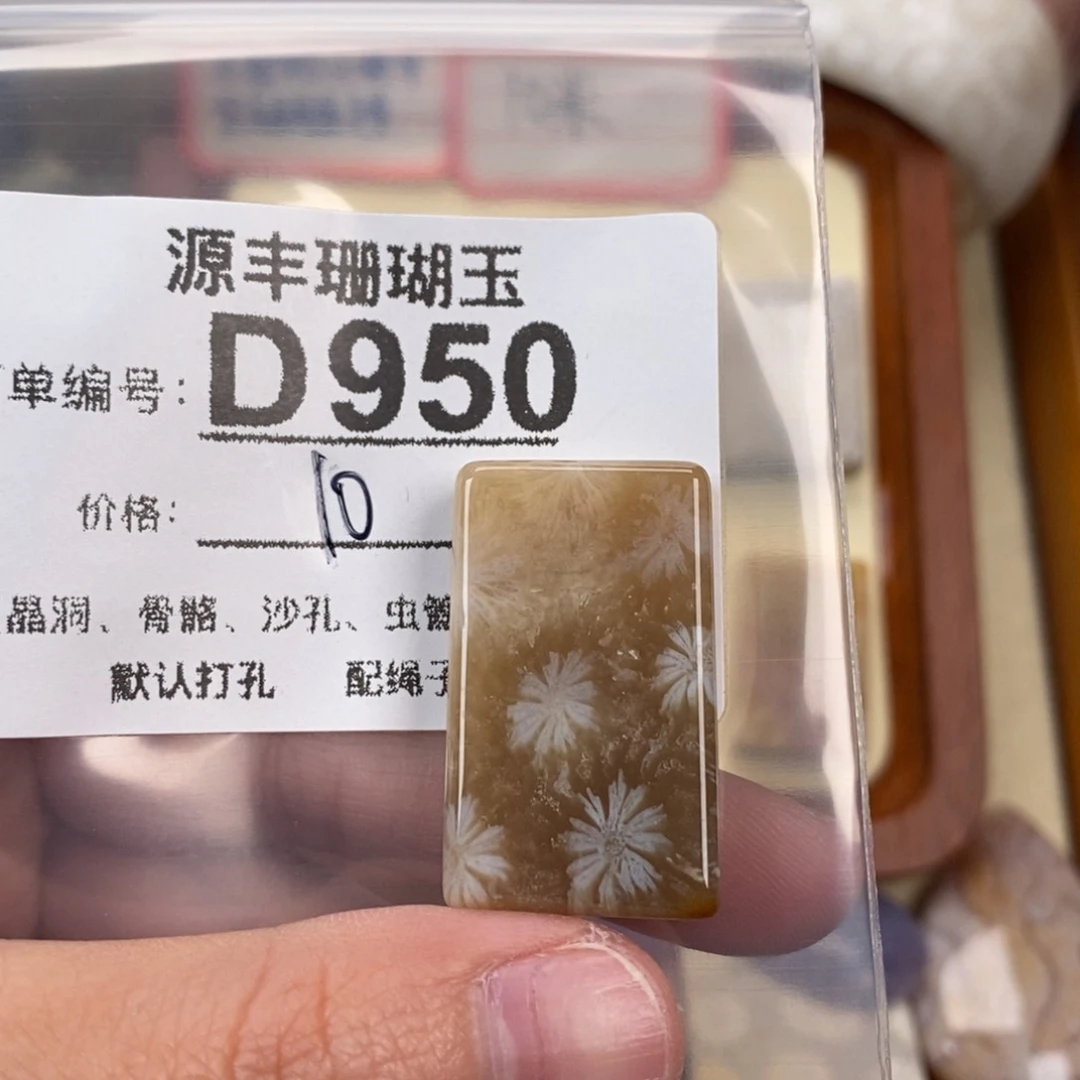 源丰珊瑚玉
单编号：D950
价格：10
晶洞、骨骼、沙孔、虫
默认打孔 配绳子